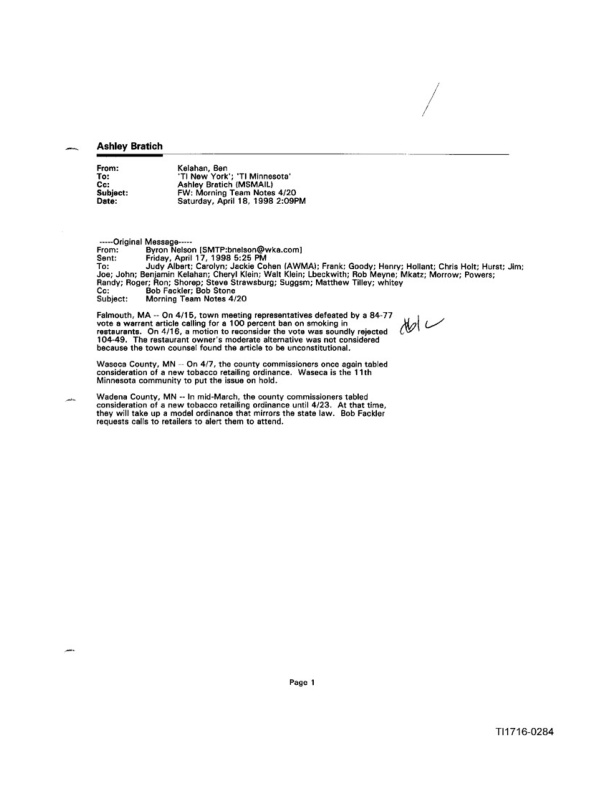 Ashley Bratich
From: Kelahan, Ben
To: 'TI New York'; 'TI Minnesota'
Cc: Ashley Bratich (MSMAIL)
Subject: FW: Morning Team Notes 4/20
Date: Saturday, April 18, 1998 2:09PM
-----Original Message-----
From: Byron Nelson [SMTP:bnelson@wka.com]
Sent: Friday, April 17, 1998 5:25 PM
To: Judy Albert; Carolyn; Jackie Cohen (AWMA); Frank; Goody; Henry; Hollant; Chris Holt; Hurst; Jim;
Joe; John; Benjamin Kelahan; Cheryl Klein; Walt Klein; Lbeckwith; Rob Meyne; Mkatz; Morrow; Powers;
Randy; Roger; Ron; Shorep; Steve Strawsburg; Suggsm; Matthew Tilley; whitey
Cc: Bob Fackler; Bob Stone
Subject: Morning Team Notes 4/20
Falmouth, MA -- On 4/15, town meeting representatives defeated by a 84-77
vote a warrant article calling for a 100 percent ban on smoking in
restaurants. On 4/16, a motion to reconsider the vote was soundly rejected
104-49. The restaurant owner's moderate alternative was not considered
because the town counsel found the article to be unconstitutional.
Waseca County, MN -- On 4/7, the county commissioners once again tabled
consideration of a new tobacco retailing ordinance. Waseca is the 11th
Minnesota community to put the issue on hold.
Wadena County, MN -- In mid-March, the county commissioners tabled
consideration of a new tobacco retailing ordinance until 4/23. At that time,
they will take up a model ordinance that mirrors the state law. Bob Fackler
requests calls to retailers to alert them to attend.
Page 1
TI1716-0284